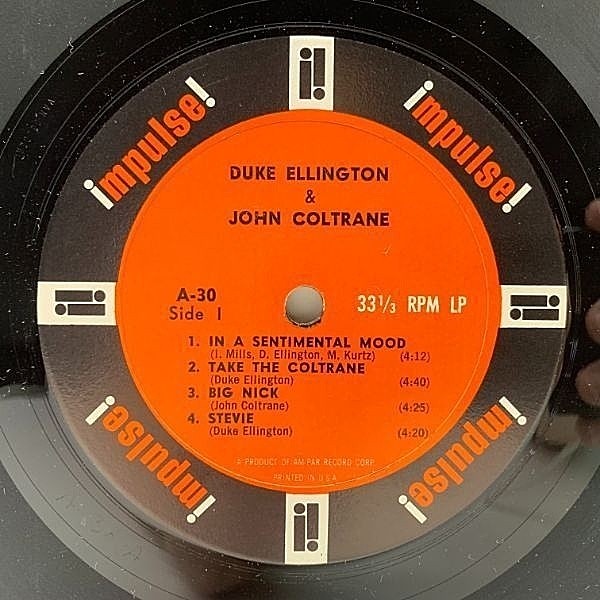 impulse!
impulse!
DUKE ELLINGTON
&
JOHN COLTRANE
A-30
Side 1
33 1/3 RPM LP
1. IN A SENTIMENTAL MOOD
(I. Mills, D. Ellington, M. Kurtz) (4:12)
2. TAKE THE COLTRANE
(Duke Ellington) (4:40)
3. BIG NICK
(John Coltrane) (4:25)
4. STEVIE
(Duke Ellington) (4:20)
A PRODUCT OF AM-PAR RECORD CORP.
PRINTED IN U.S.A.
impulse!
impulse!